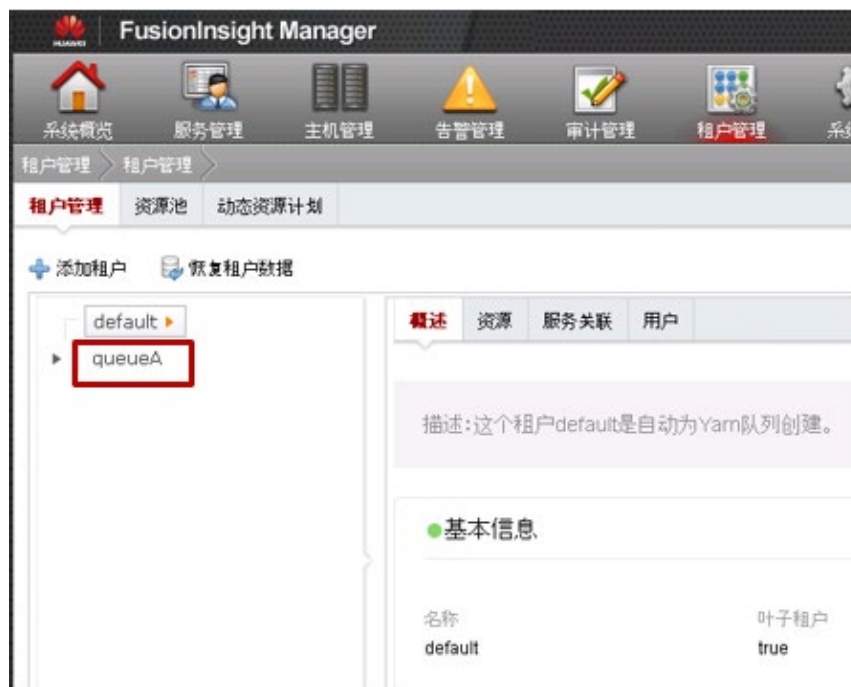 HUAWEI FusionInsight Manager
系统概览 服务管理 主机管理 告警管理 审计管理 租户管理 系
租户管理 租户管理
租户管理 资源池 动态资源计划
添加租户 恢复租户数据
default
queueA
概述 资源 服务关联 用户
描述:这个租户default是自动为Yarn队列创建。
基本信息
名称 叶子租户
default true